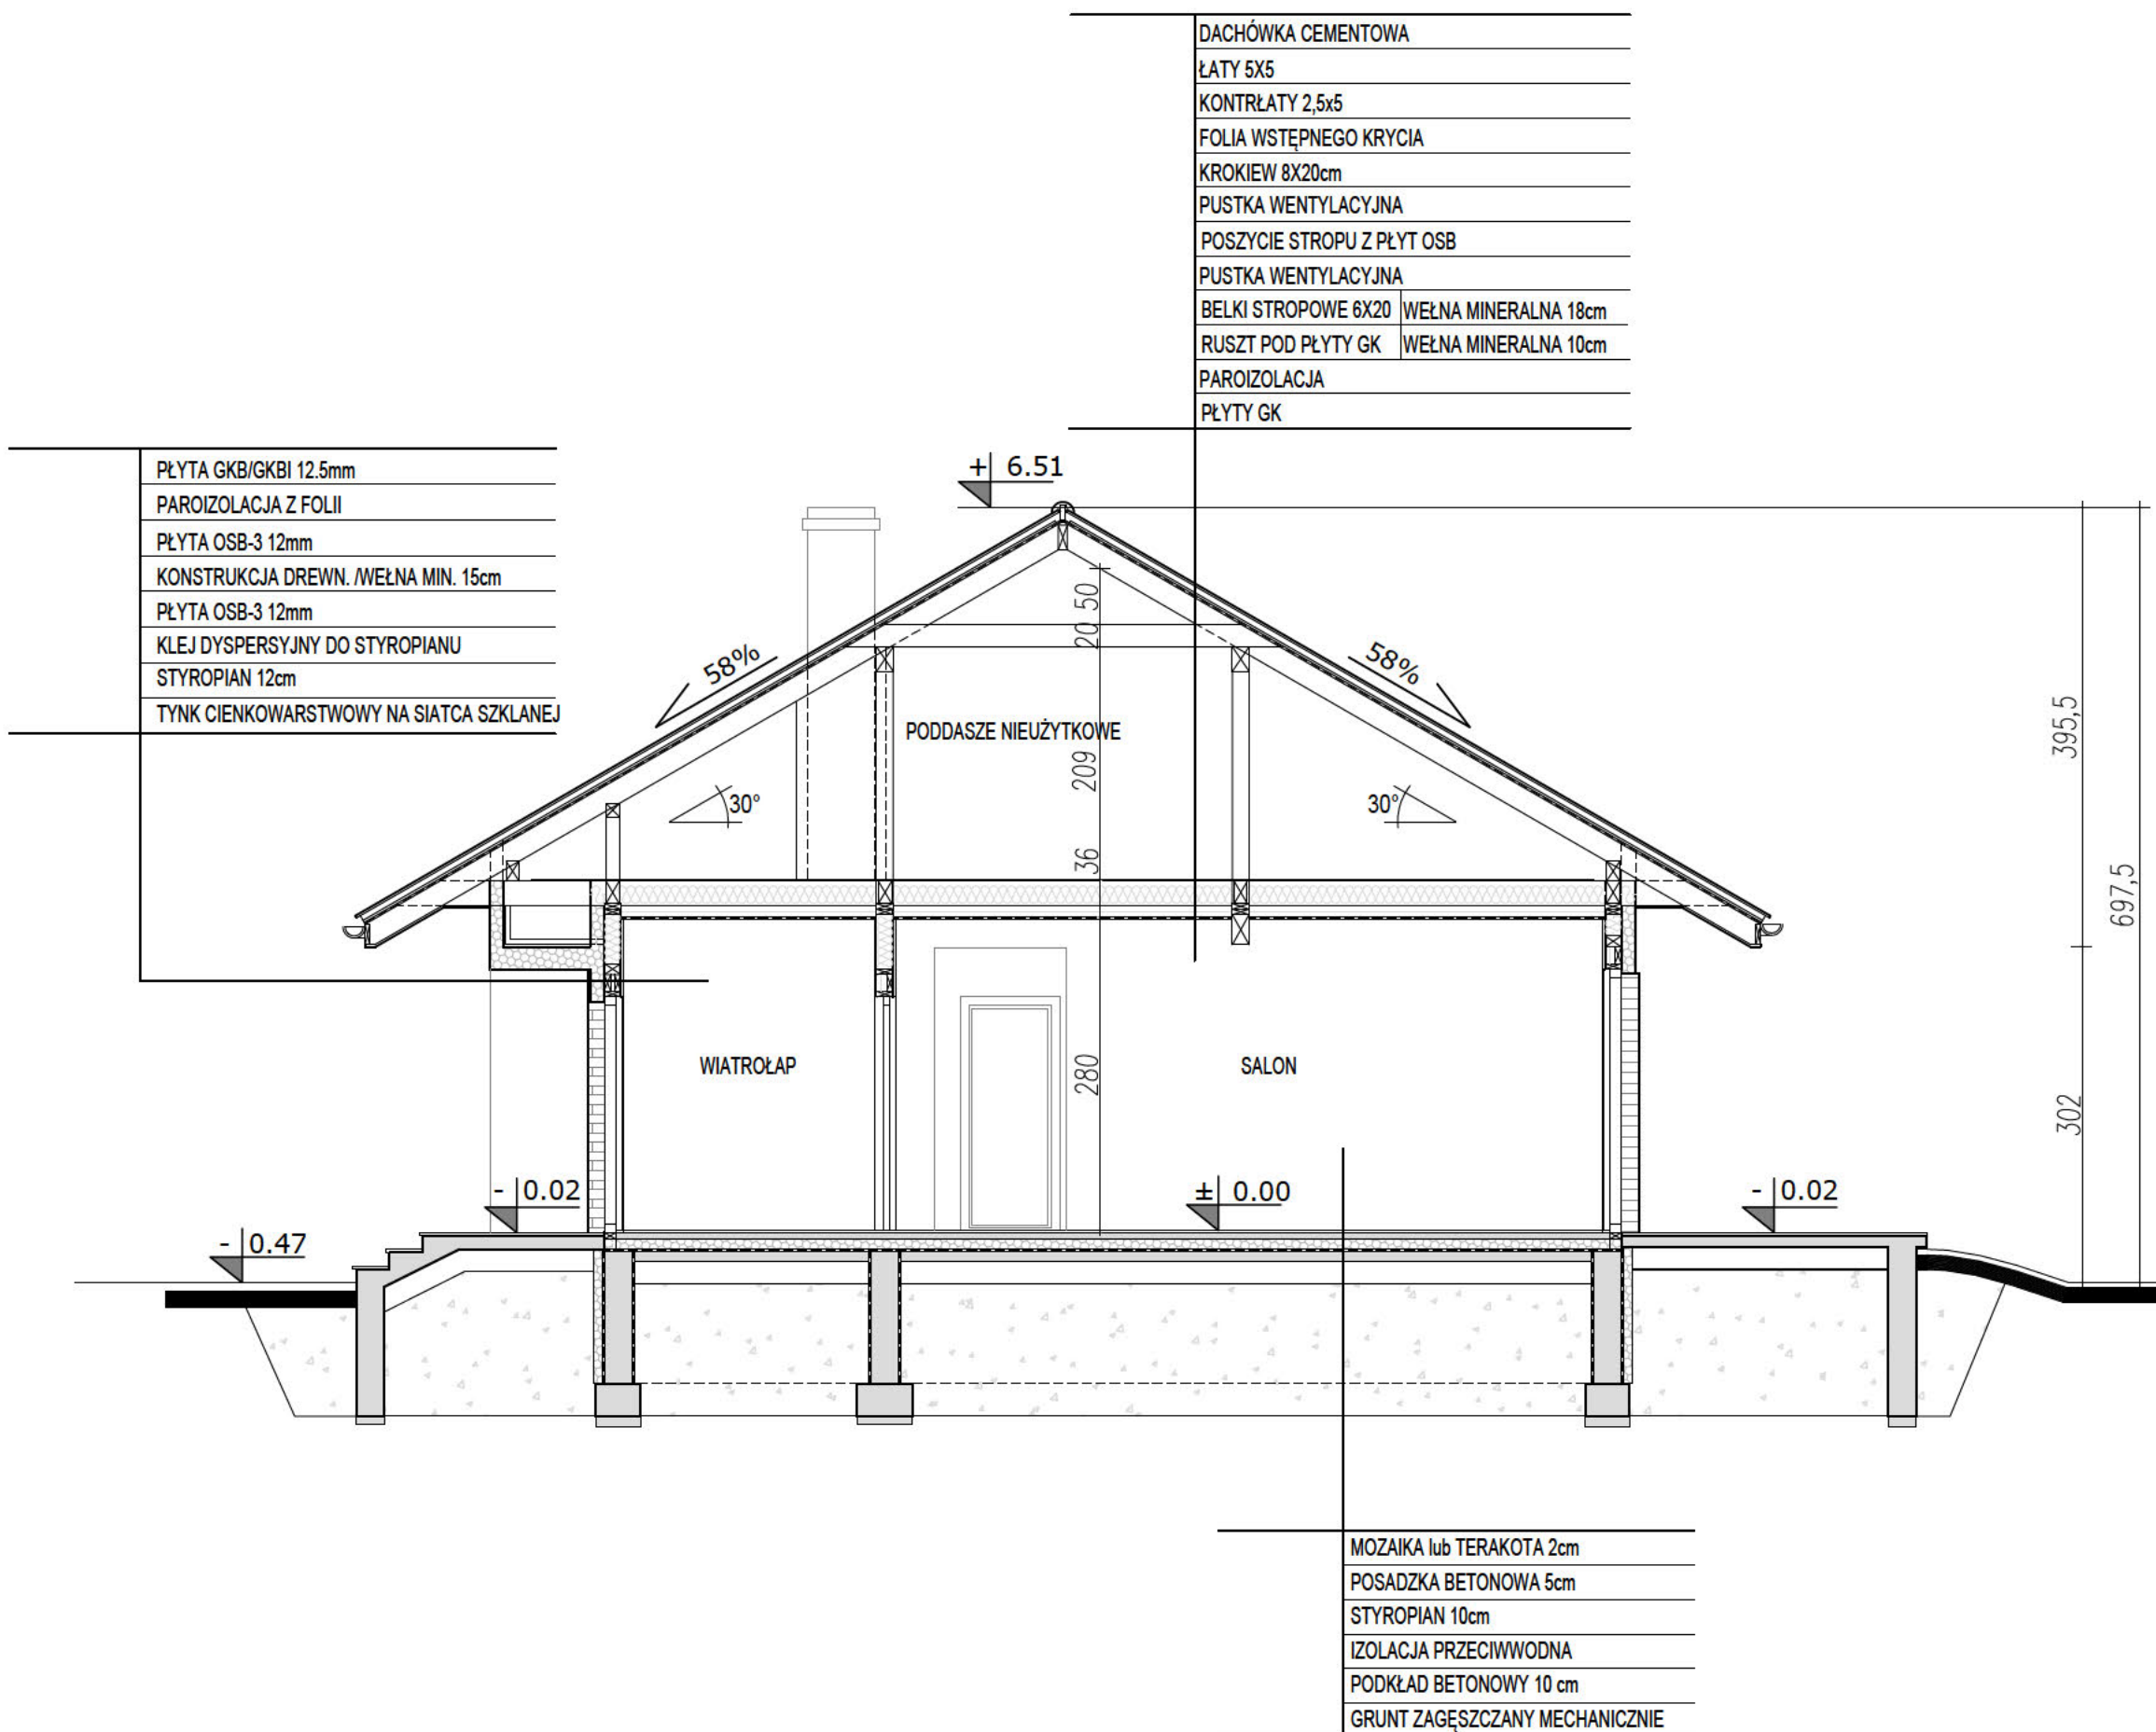 DACHÓWKA CEMENTOWA
ŁATY 5X5
KONTRŁATY 2,5x5
FOLIA WSTĘPNEGO KRYCIA
KROKIEW 8X20cm
PUSTKA WENTYLACYJNA
POSZYCIE STROPU Z PŁYT OSB
PUSTKA WENTYLACYJNA
BELKI STROPOWE 6X20 WEŁNA MINERALNA 18cm
RUSZT POD PŁYTY GK WEŁNA MINERALNA 10cm
PAROIZOLACJA
PŁYTY GK
PŁYTA GKB/GKBI 12.5mm
PAROIZOLACJA Z FOLII
PŁYTA OSB-3 12mm
KONSTRUKCJA DREWN. /WEŁNA MIN. 15cm
PŁYTA OSB-3 12mm
KLEJ DYSPERSYJNY DO STYROPIANU
STYROPIAN 12cm
TYNK CIENKOWARSTWOWY NA SIATCA SZKLANEJ
+ 6.51
50
20
58%
58%
PODDASZE NIEUŻYTKOWE
209
395,5
30°
30°
36
697,5
WIATROŁAP
280
SALON
302
- 0.02
± 0.00
- 0.02
- 0.47
MOZAIKA lub TERAKOTA 2cm
POSADZKA BETONOWA 5cm
STYROPIAN 10cm
IZOLACJA PRZECIWWODNA
PODKŁAD BETONOWY 10 cm
GRUNT ZAGĘSZCZANY MECHANICZNIE